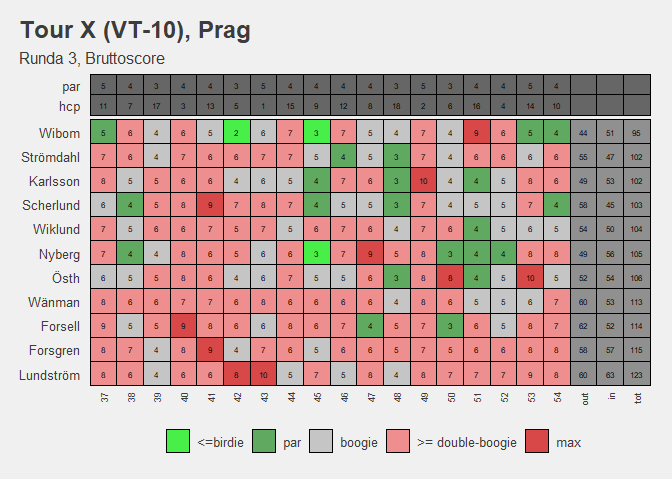 Tour X (VT-10), Prag
Runda 3, Bruttoscore
par 5 4 3 4 4 3 5 4 4 4 4 3 5 3 4 4 5 4
hcp 11 7 17 3 13 5 1 15 9 12 8 18 2 6 16 4 14 10
Wibom 5 6 4 6 5 2 6 7 3 7 5 4 7 4 9 6 5 4 44 51 95
Strömdahl 7 6 4 7 6 6 7 7 5 4 5 3 7 4 6 6 6 6 55 47 102
Karlsson 8 5 5 6 6 4 6 5 4 7 6 3 10 4 4 5 8 6 49 53 102
Scherlund 6 4 5 8 9 7 8 7 4 5 5 3 7 4 5 5 7 4 58 45 103
Wiklund 7 6 5 6 7 5 7 5 6 7 6 4 7 6 4 5 6 5 54 50 104
Nyberg 7 4 4 8 6 5 6 6 3 7 9 5 8 3 4 4 8 8 49 56 105
Östh 6 5 5 8 6 4 6 7 5 5 6 3 8 8 4 5 10 5 52 54 106
Wänman 8 6 6 7 7 6 8 6 6 6 6 4 8 6 5 5 6 7 60 53 113
Forsell 9 5 5 9 8 6 6 8 6 7 4 5 7 3 6 5 8 7 62 52 114
Forsgren 8 7 4 8 9 4 7 6 5 6 6 5 7 5 6 6 8 8 58 57 115
Lundström 8 6 4 6 6 8 10 5 7 5 8 4 8 7 7 7 9 8 60 63 123
37 38 39 40 41 42 43 44 45 46 47 48 49 50 51 52 53 54 out in tot
<=birdie par boogie >= double-boogie max